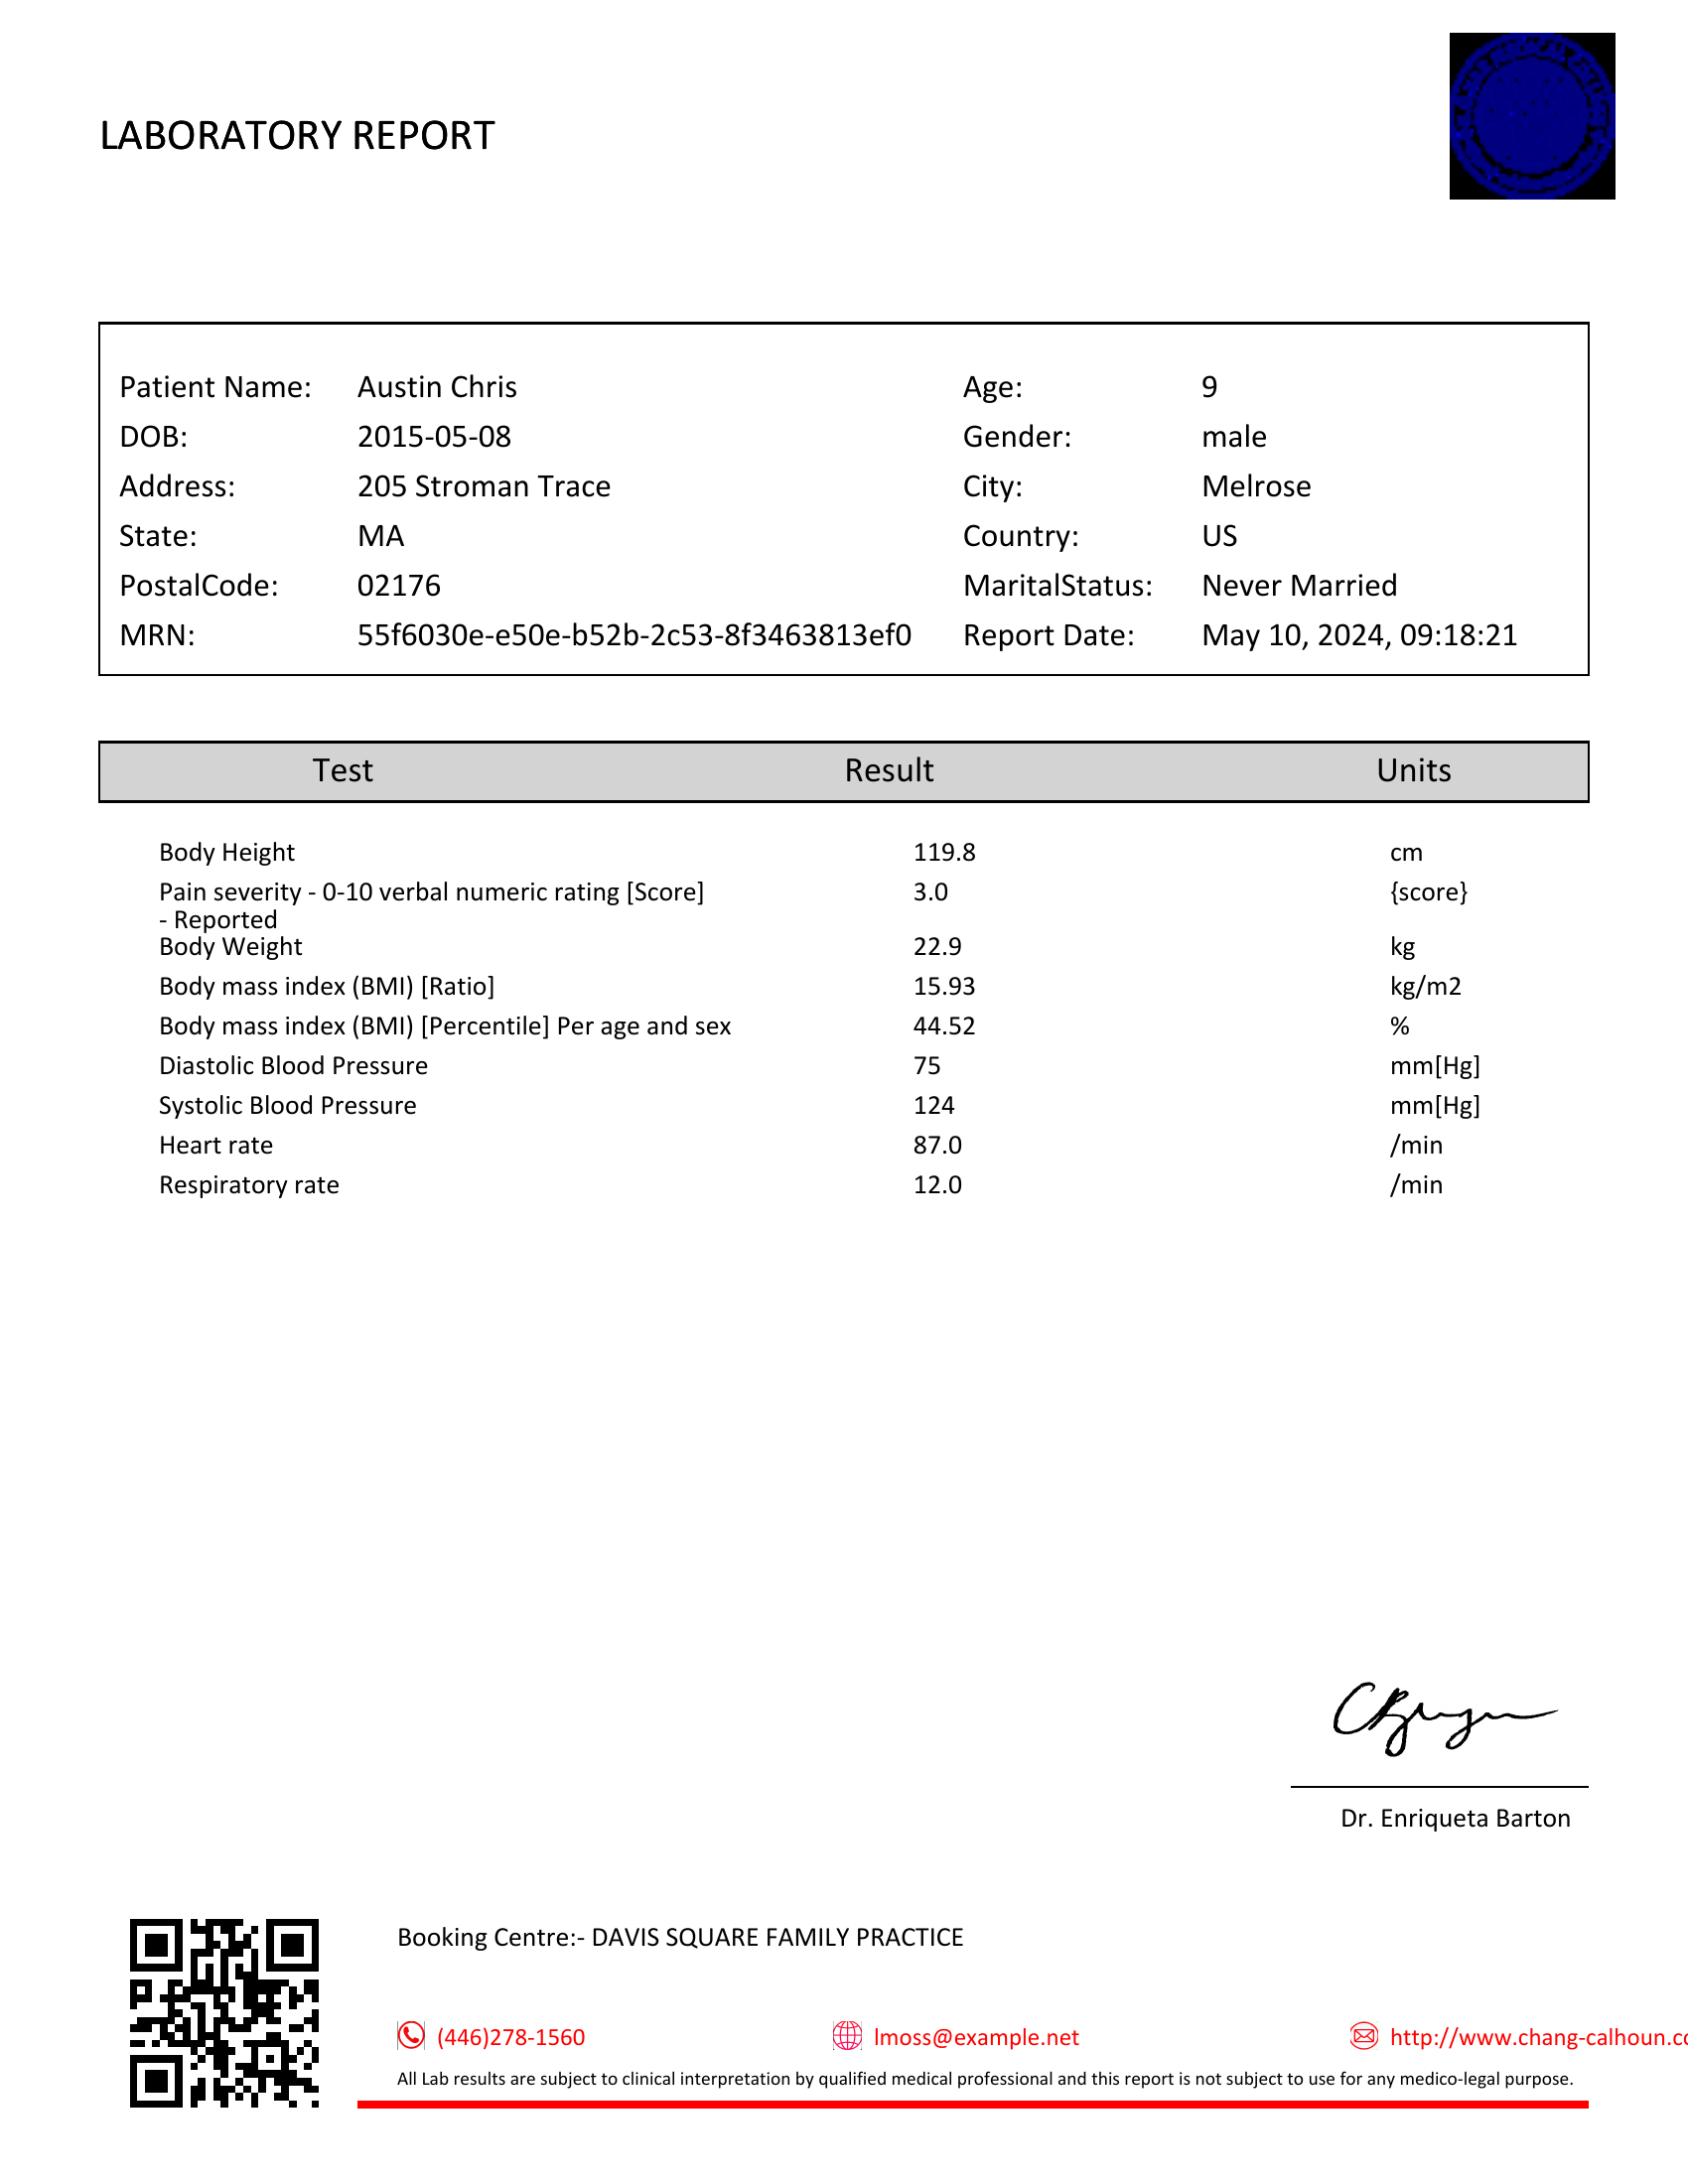 LABORATORY REPORT
Patient Name: Austin Chris Age: 9
DOB: 2015-05-08 Gender: male
Address: 205 Stroman Trace City: Melrose
State: MA Country: US
PostalCode: 02176 MaritalStatus: Never Married
MRN: 55f6030e-e50e-b52b-2c53-8f3463813ef0 Report Date: May 10, 2024, 09:18:21
Test Result Units
Body Height 119.8 cm
Pain severity - 0-10 verbal numeric rating [Score] 3.0 {score}
- Reported
Body Weight 22.9 kg
Body mass index (BMI) [Ratio] 15.93 kg/m2
Body mass index (BMI) [Percentile] Per age and sex 44.52 %
Diastolic Blood Pressure 75 mm[Hg]
Systolic Blood Pressure 124 mm[Hg]
Heart rate 87.0 /min
Respiratory rate 12.0 /min
Dr. Enriqueta Barton
Booking Centre:- DAVIS SQUARE FAMILY PRACTICE
(446)278-1560 lmoss@example.net http://www.chang-calhoun.co
All Lab results are subject to clinical interpretation by qualified medical professional and this report is not subject to use for any medico-legal purpose.